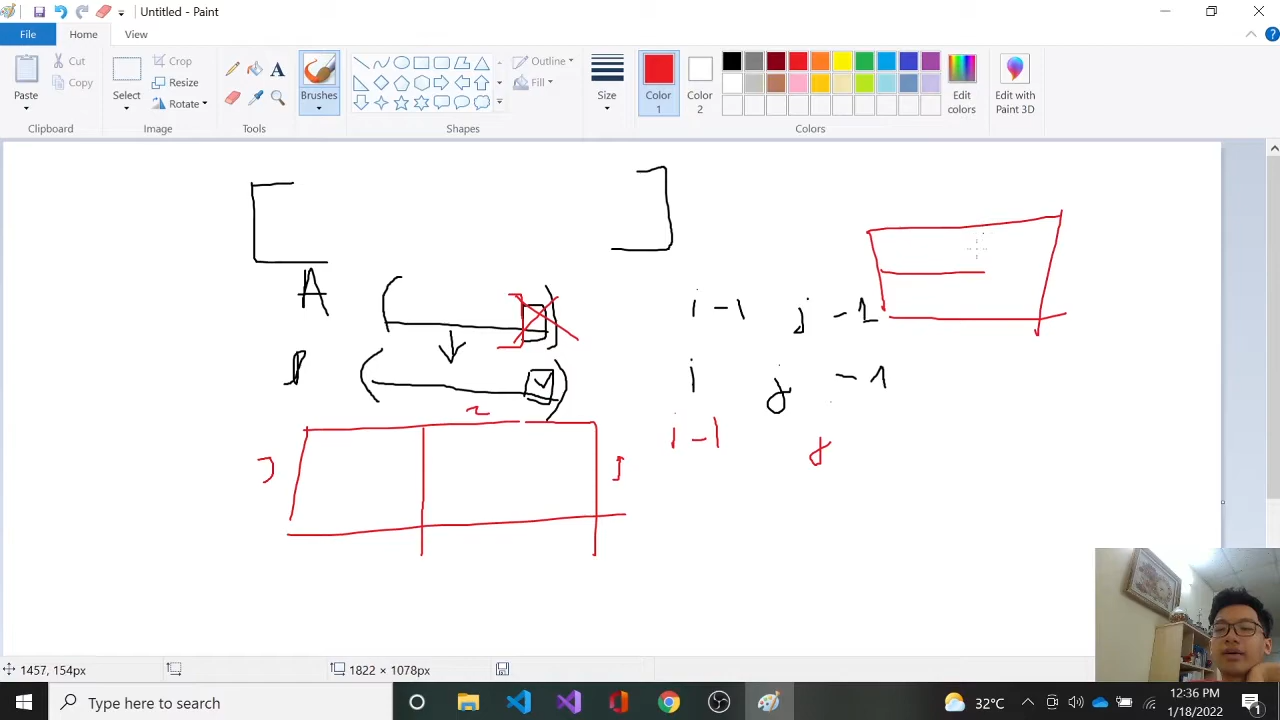 Untitled - Paint
File
Home
View
Paste
Cut
Copy
Clipboard
Select
Crop
Resize
Rotate
Image
Tools
Brushes
Outline
Fill
Shapes
Size
Color 1
Color 2
Edit colors
Edit with Paint 3D
Colors
A
i - 1 j - 1
i j - 1
i - 1 j
1457, 154px
1822 × 1078px
Type here to search
32°C
12:36 PM
1/18/2022
1